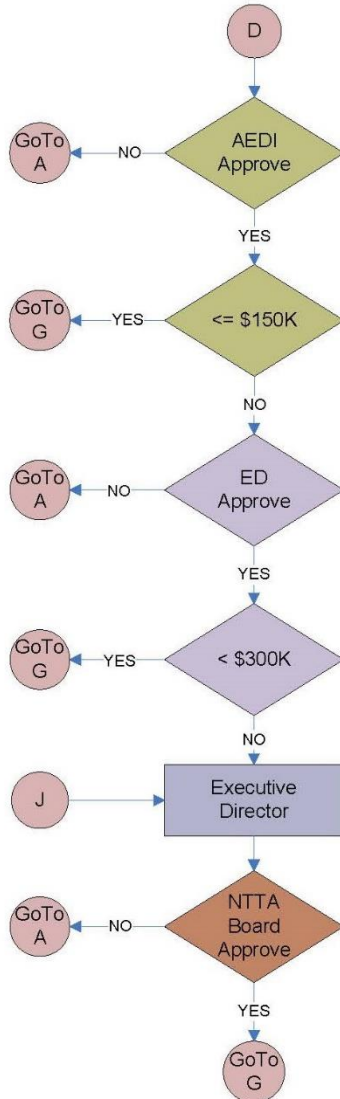 D
AEDI
Approve
GoTo
A
NO
YES
<= $150K
GoTo
G
YES
NO
ED
Approve
GoTo
A
NO
YES
< $300K
GoTo
G
YES
NO
J
Executive
Director
NTTA
Board
Approve
GoTo
A
NO
YES
GoTo
G